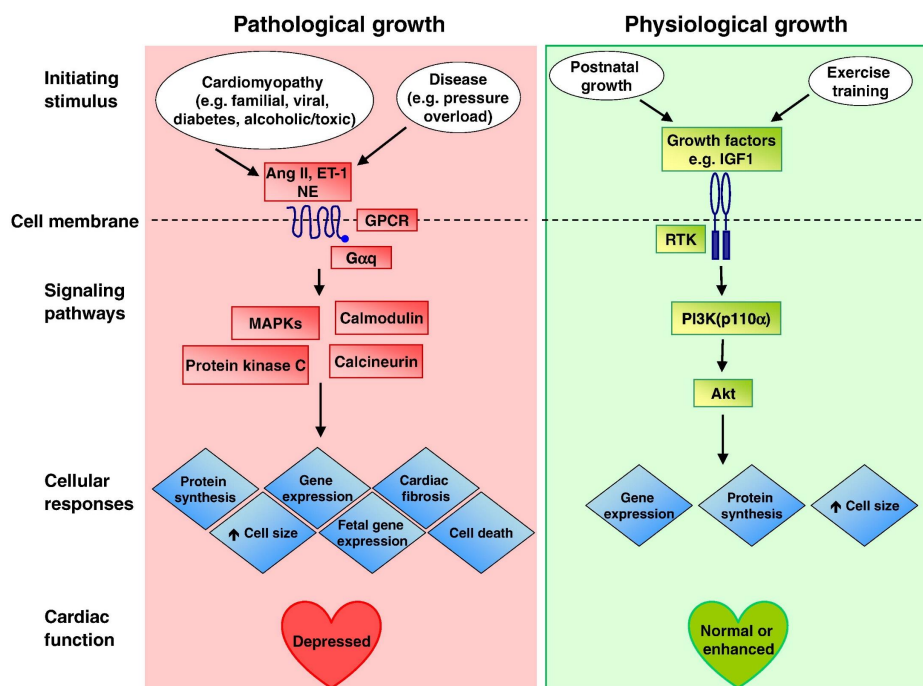 Pathological growth
Physiological growth
Initiating
stimulus
Cardiomyopathy
(e.g. familial, viral,
diabetes, alcoholic/toxic)
Disease
(e.g. pressure
overload)
Postnatal
growth
Exercise
training
Ang II, ET-1
NE
Growth factors
e.g. IGF1
Cell membrane
GPCR
RTK
Gαq
Signaling
pathways
MAPKs
Calmodulin
Protein kinase C
Calcineurin
PI3K(p110α)
Akt
Cellular
responses
Protein
synthesis
Gene
expression
Cardiac
fibrosis
↑ Cell size
Fetal gene
expression
Cell death
Gene
expression
Protein
synthesis
↑ Cell size
Cardiac
function
Depressed
Normal or
enhanced